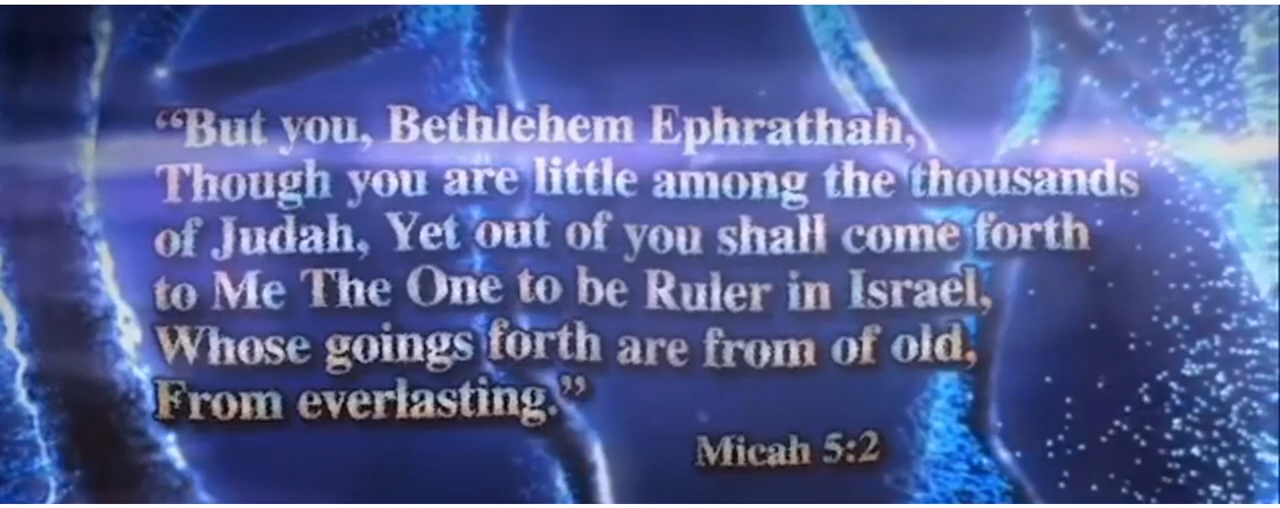 “But you, Bethlehem Ephrathah,
Though you are little among the thousands
of Judah, Yet out of you shall come forth
to Me The One to be Ruler in Israel,
Whose goings forth are from of old,
From everlasting.”
Micah 5:2